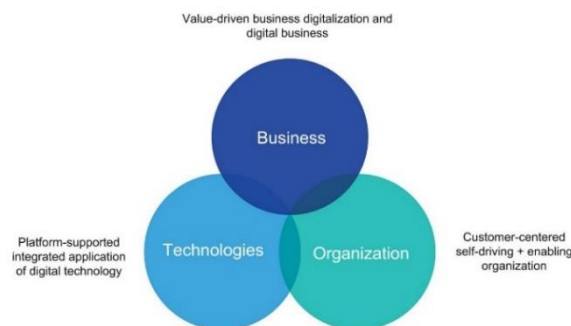 Value-driven business digitalization and
digital business
Business
Technologies
Organization
Platform-supported
integrated application
of digital technology
Customer-centered
self-driving + enabling
organization